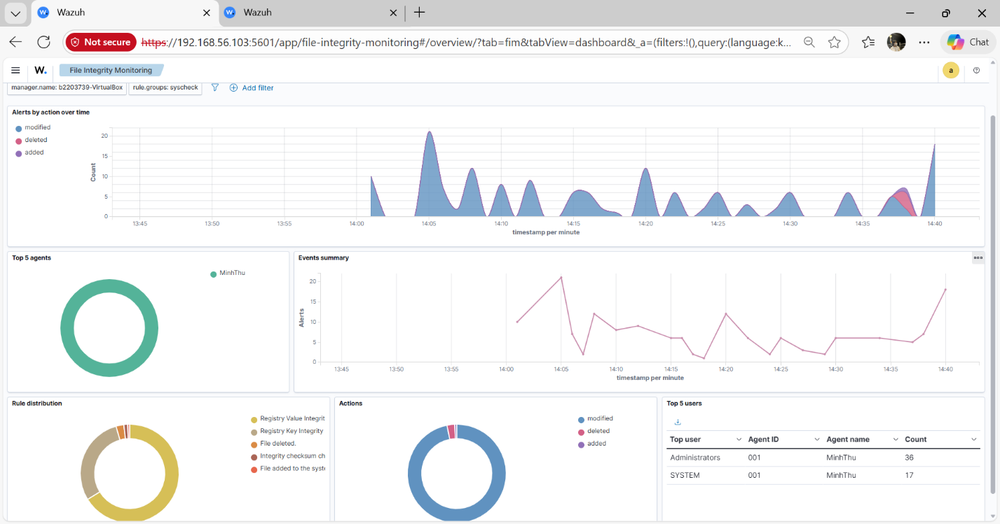 Wazuh
Wazuh
Not secure
https://192.168.56.103:5601/app/file-integrity-monitoring#/overview/?tab=fim&tabView=dashboard&_a=(filters:!(),query:(language:k...
Chat
W.
File Integrity Monitoring
a
manager.name: b2203739-VirtualBox
rule.groups: syscheck
Add filter
Alerts by action over time
modified
deleted
added
Count
20
15
10
5
0
13:45 13:50 13:55 14:00 14:05 14:10 14:15 14:20 14:25 14:30 14:35 14:40
timestamp per minute
Top 5 agents
MinhThu
Events summary
Alerts
20
15
10
5
0
13:45 13:50 13:55 14:00 14:05 14:10 14:15 14:20 14:25 14:30 14:35 14:40
timestamp per minute
Rule distribution
Registry Value Integrit
Registry Key Integrity
File deleted.
Integrity checksum ch
File added to the syste
Actions
modified
deleted
added
Top 5 users
Top user Agent ID Agent name Count
Administrators 001 MinhThu 36
SYSTEM 001 MinhThu 17